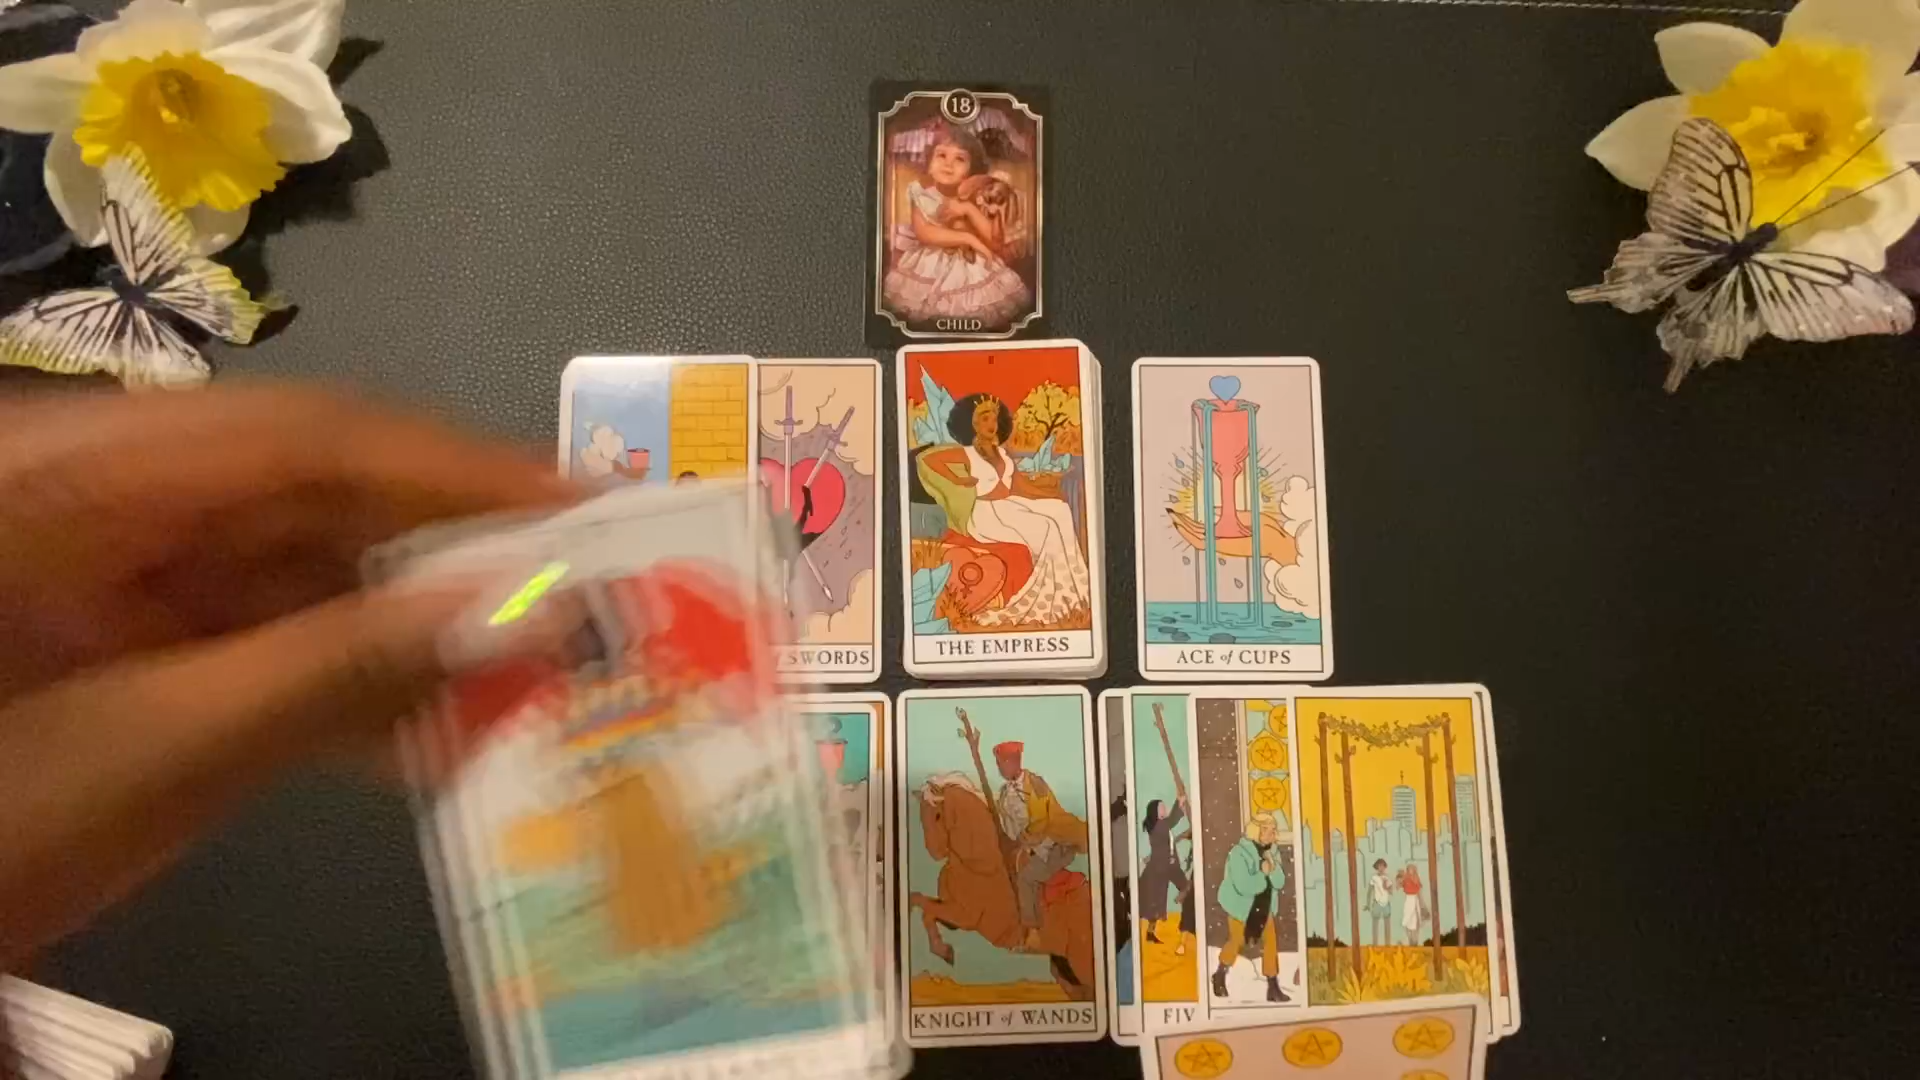 18
CHILD
SWORDS
THE EMPRESS
ACE of CUPS
KNIGHT of WANDS
FIV